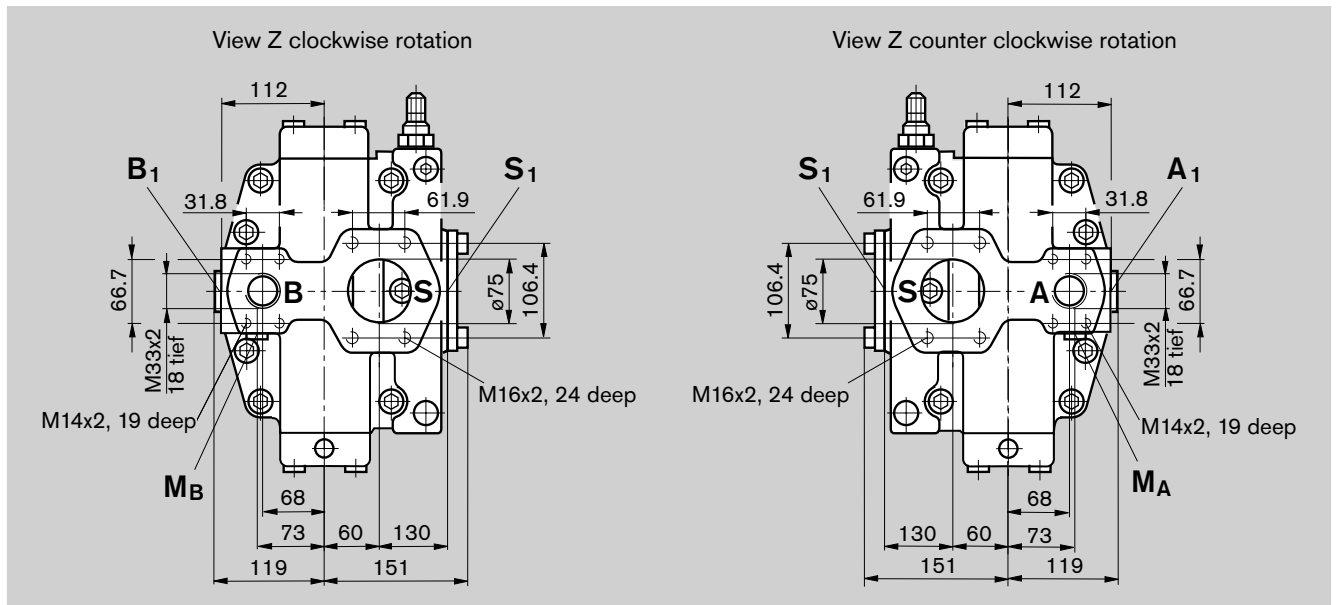 View Z clockwise rotation
112
B1
S1
31.8
61.9
66.7
B
S
ø75
106.4
M33x2
18 tief
M14x2, 19 deep
M16x2, 24 deep
MB
68
73
60
130
119
151
View Z counter clockwise rotation
112
S1
A1
61.9
31.8
106.4
ø75
S
A
66.7
M33x2
18 tief
M16x2, 24 deep
M14x2, 19 deep
MA
68
130
60
73
151
119